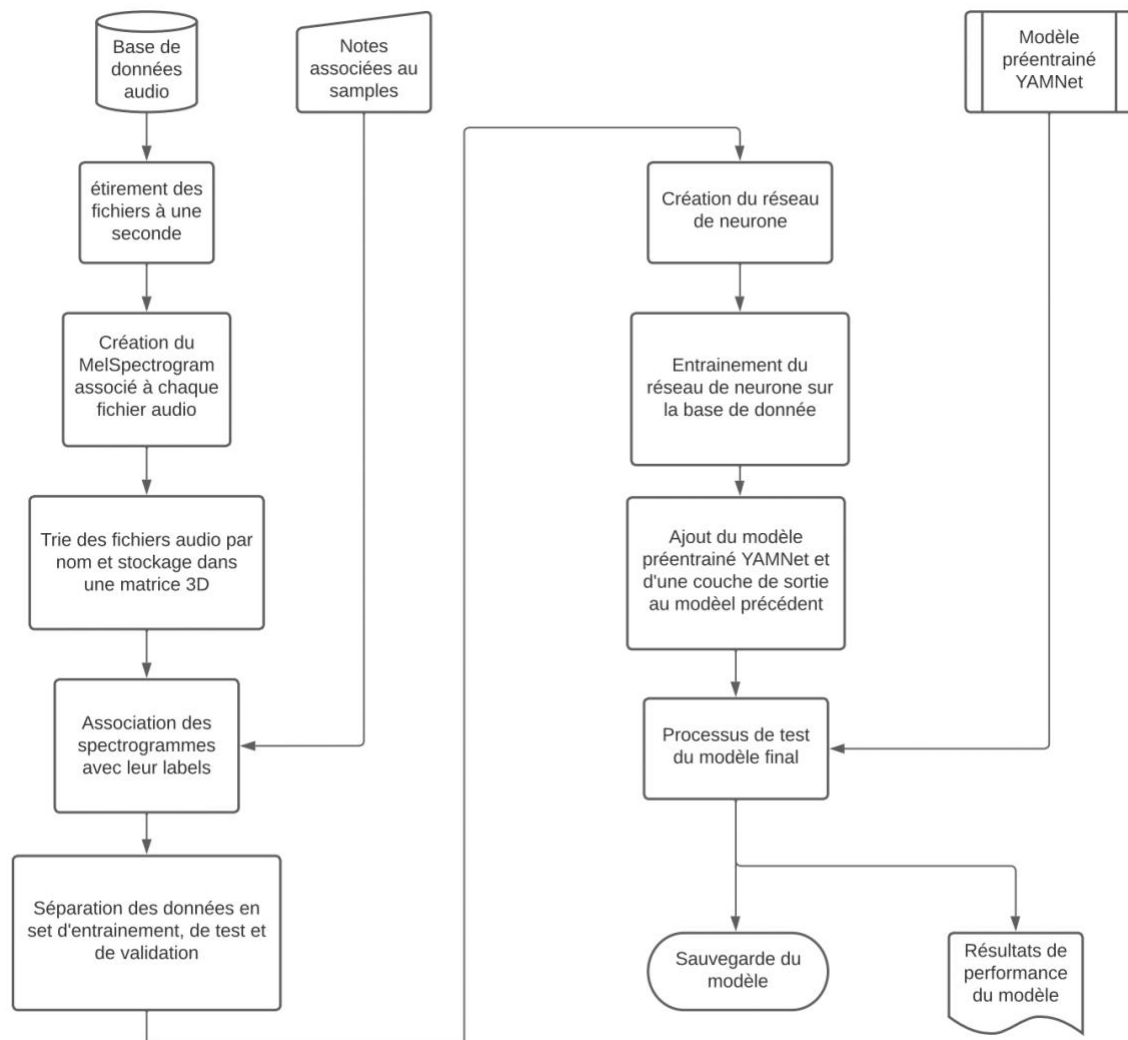 Base de
données
audio
Notes
associées au
samples
Modèle
préentrainé
YAMNet
étirement des
fichiers à une
seconde
Création du
MelSpectrogram
associé à chaque
fichier audio
Trie des fichiers audio par
nom et stockage dans
une matrice 3D
Association des
spectrogrammes
avec leur labels
Séparation des données en
set d'entrainement, de test et
de validation
Création du réseau
de neurone
Entrainement du
réseau de neurone sur
la base de donnée
Ajout du modèle
préentrainé YAMNet et
d'une couche de sortie
au modèel précédent
Processus de test
du modèle final
Sauvegarde du
modèle
Résultats de
performance
du modèle